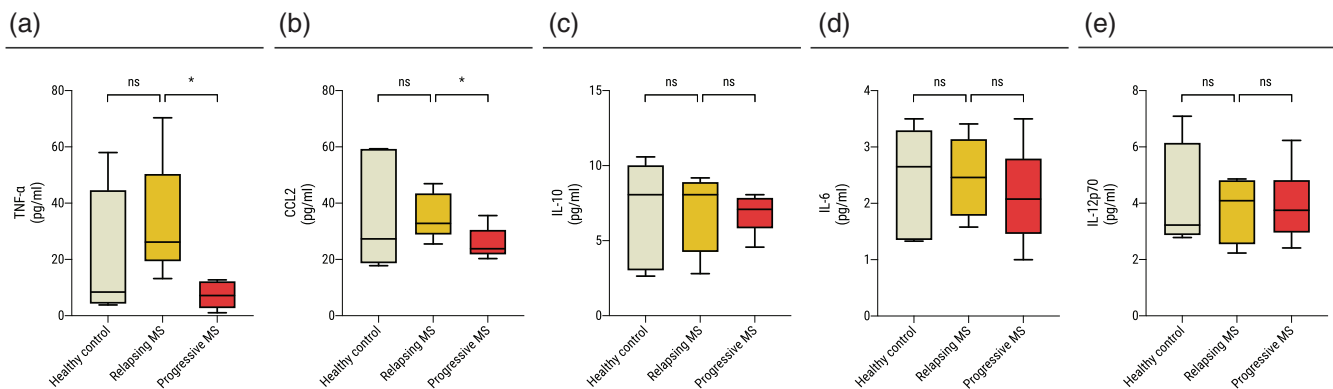 (a)
ns
*
80
60
40
20
0
TNF-α
(pg/ml)
Healthy control
Relapsing MS
Progressive MS
(b)
ns
*
80
60
40
20
0
CCL2
(pg/ml)
Healthy control
Relapsing MS
Progressive MS
(c)
ns
ns
15
10
5
0
IL-10
(pg/ml)
Healthy control
Relapsing MS
Progressive MS
(d)
ns
ns
4
3
2
1
0
IL-6
(pg/ml)
Healthy control
Relapsing MS
Progressive MS
(e)
ns
ns
8
6
4
2
0
IL-12p70
(pg/ml)
Healthy control
Relapsing MS
Progressive MS